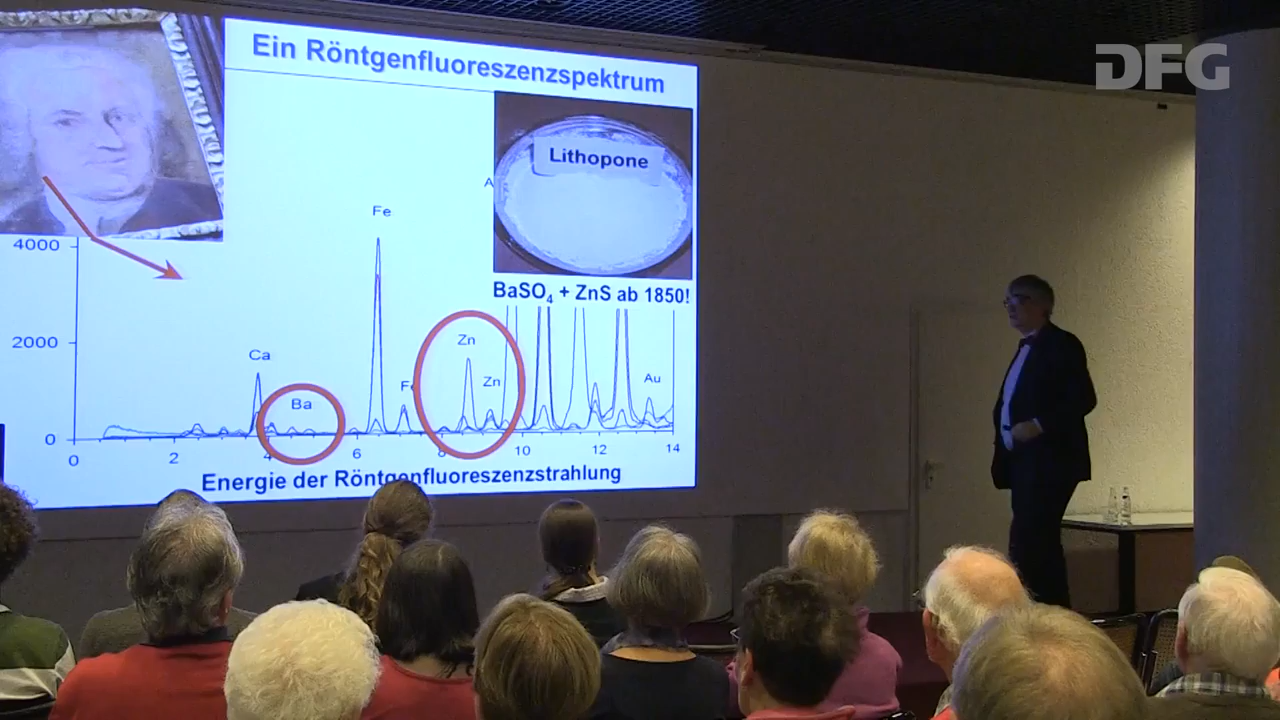 DFG
Ein Röntgenfluoreszenzspektrum
Lithopone
A
Fe
BaSO₄ + ZnS ab 1850!
4000
2000
0
Ca
Ba
Zn
Zn
Au
0 2 4 6 8 10 12 14
Energie der Röntgenfluoreszenzstrahlung